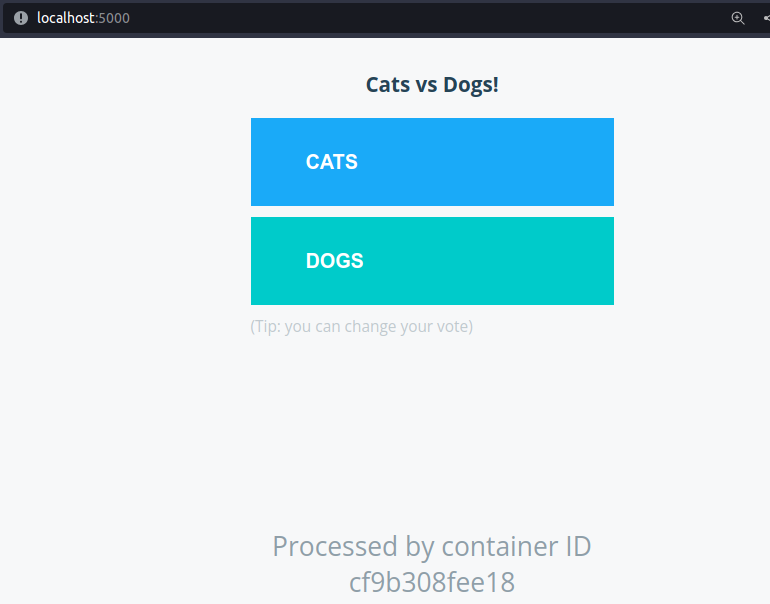 localhost:5000
Cats vs Dogs!
CATS
DOGS
(Tip: you can change your vote)
Processed by container ID
cf9b308fee18